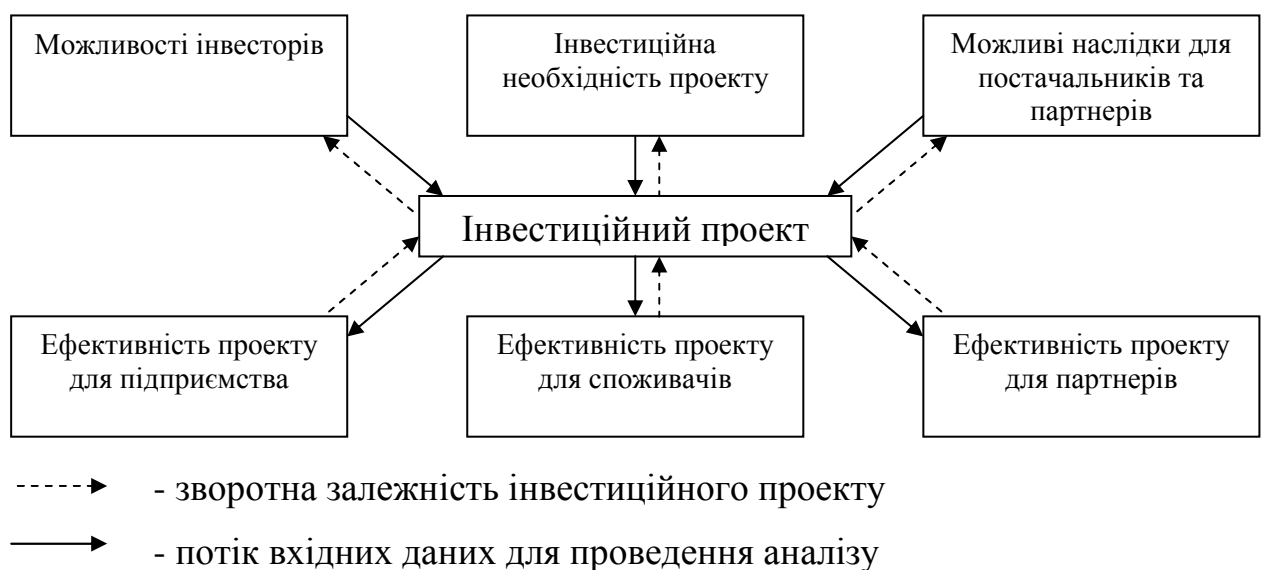 Можливості інвесторів
Інвестиційна
необхідність проекту
Можливі наслідки для
постачальників та
партнерів
Інвестиційний проект
Ефективність проекту
для підприємства
Ефективність проекту
для споживачів
Ефективність проекту
для партнерів
- зворотна залежність інвестиційного проекту
- потік вхідних даних для проведення аналізу